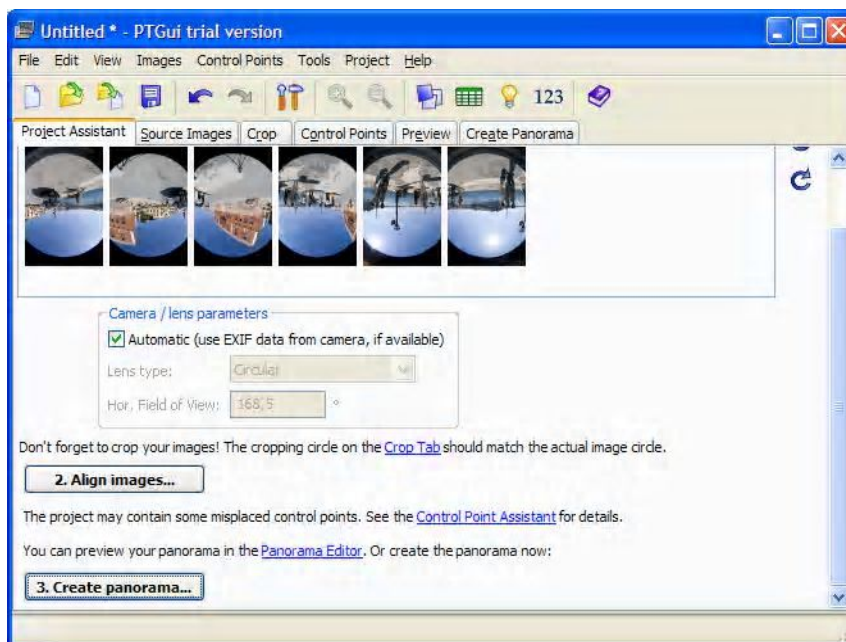 Untitled * - PTGui trial version
File Edit View Images Control Points Tools Project Help
123
Project Assistant Source Images Crop Control Points Preview Create Panorama
Camera / lens parameters
Automatic (use EXIF data from camera, if available)
Lens type: Circular
Hor. Field of View: 168,5 °
Don't forget to crop your images! The cropping circle on the Crop Tab should match the actual image circle.
2. Align images...
The project may contain some misplaced control points. See the Control Point Assistant for details.
You can preview your panorama in the Panorama Editor. Or create the panorama now:
3. Create panorama...